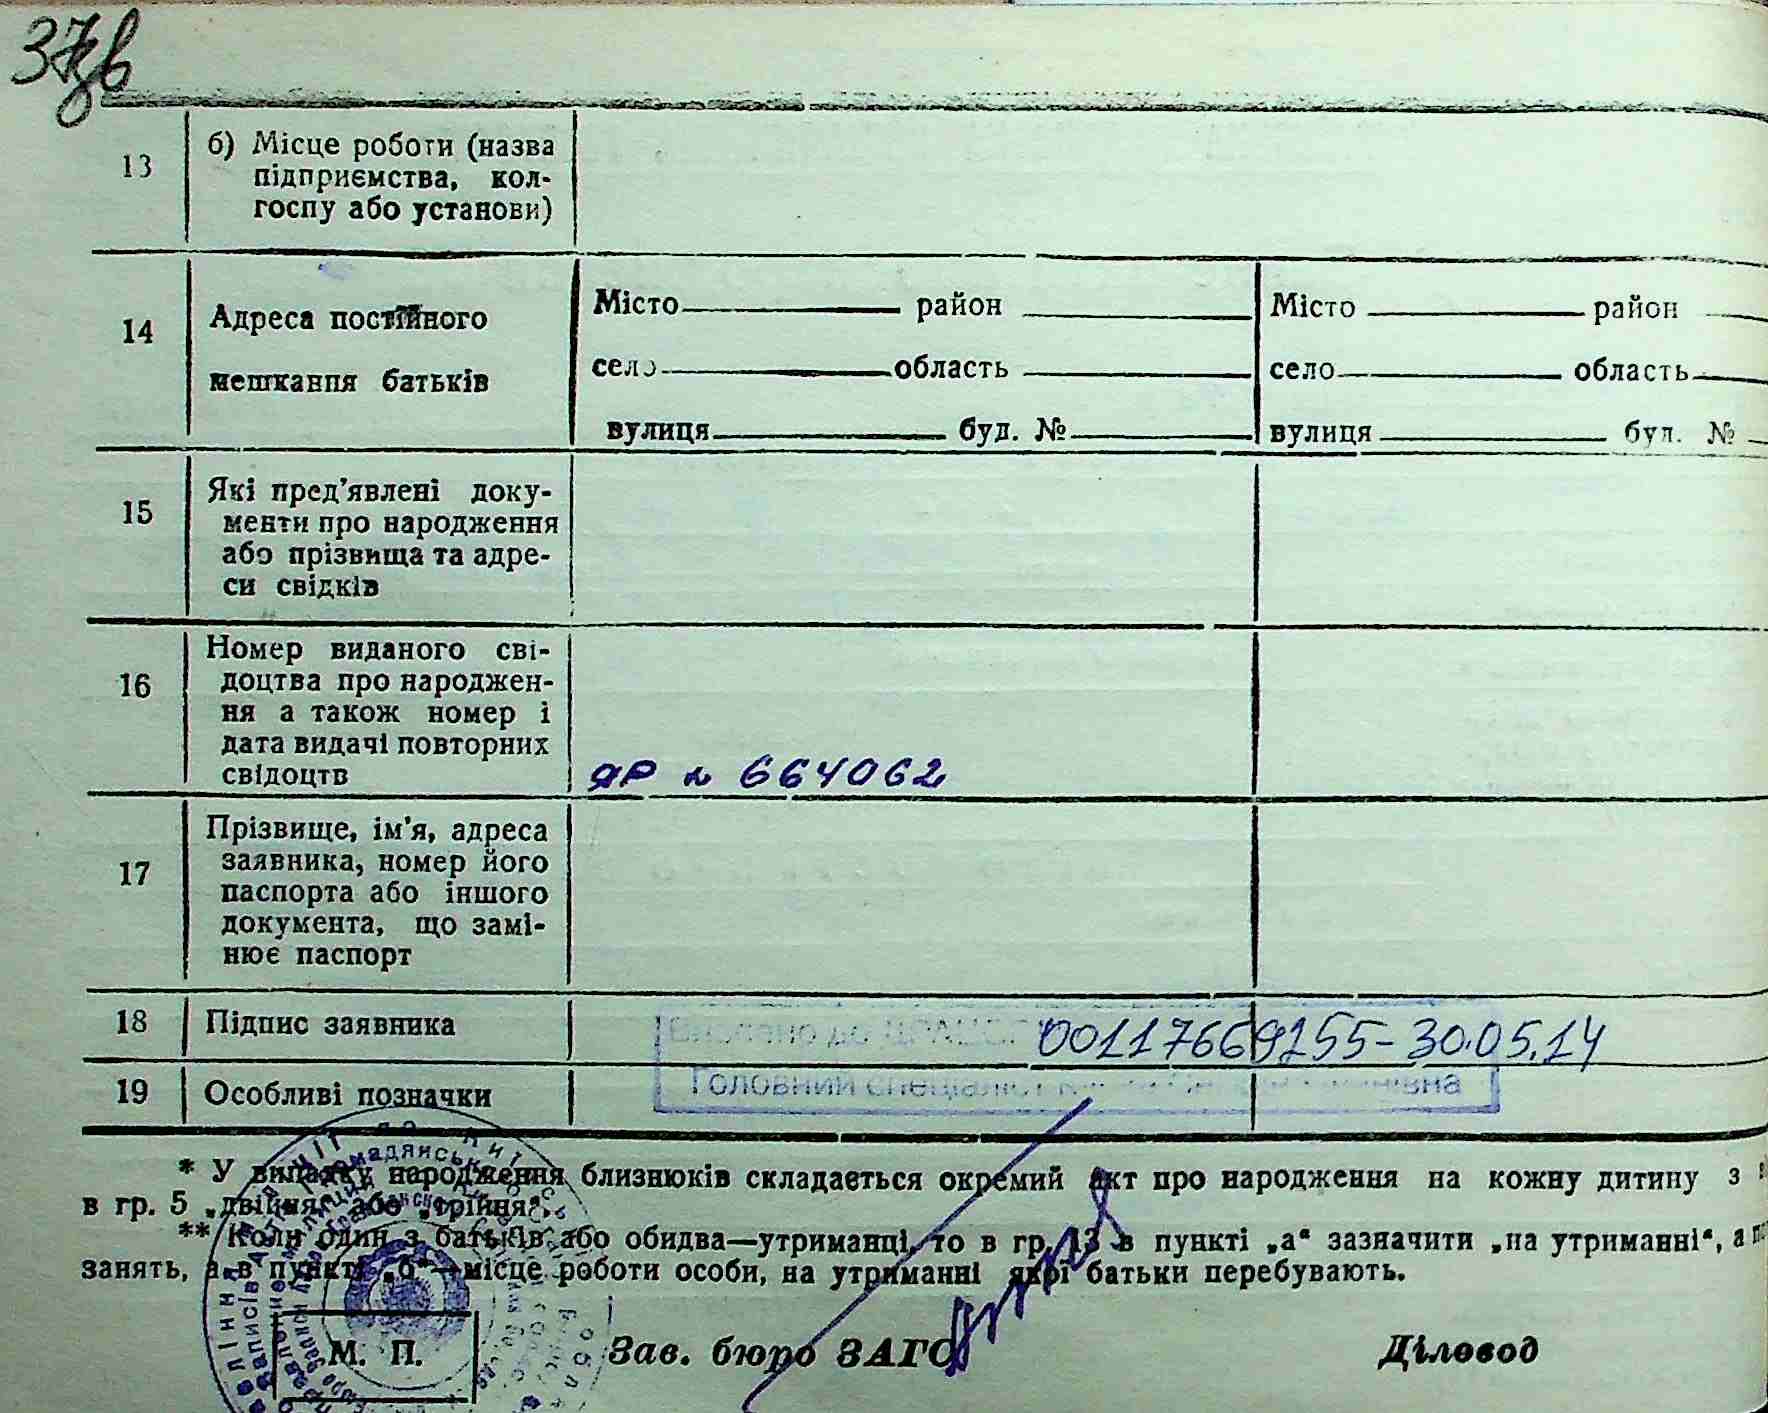 37зв
13
б) Місце роботи (назва
підприємства, кол-
госпу або установи)
14
Адреса постійного
мешкання батьків
Місто район
село область
вулиця буд. №
Місто район
село область
вулиця буд. №
15
Які пред’явлені доку-
менти про народження
або прізвища та адре-
си свідків
16
Номер виданого сві-
доцтва про народжен-
ня а також номер і
дата видачі повторних
свідоцтв
ЯР № 664062
17
Прізвище, ім’я, адреса
заявника, номер його
паспорта або іншого
документа, що замі-
нює паспорт
18
Підпис заявника
00117669255-30.05.14
19
Особливі позначки
Головний спеціаліст
* У випадку народження близнюків складається окремий акт про народження на кожну дитину з
в гр. 5 „двійня“ або „трійня“.
** Коли один з батьків або обидва—утриманці, то в гр. 13 в пункті „а“ зазначити „на утриманні“, а
занять, а в пункті „б“—місце роботи особи, на утриманні якої батьки перебувають.
М. П.
Зав. бюро ЗАГС
Діловод